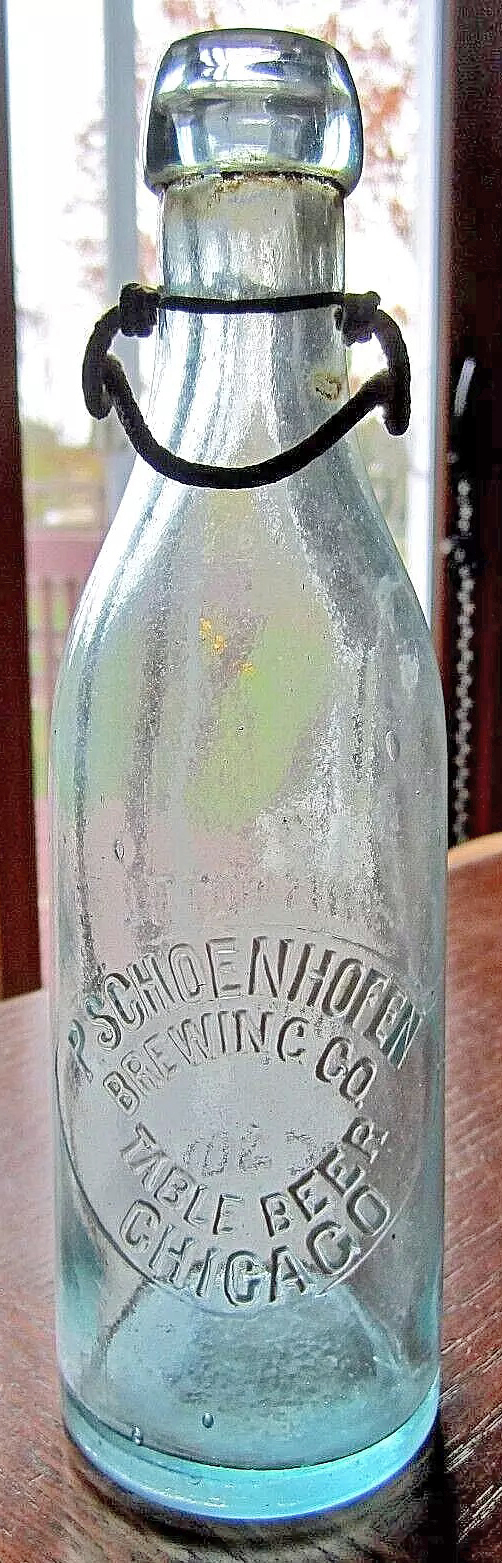 P. SCHOENHOFEN
BREWING CO.
TABLE BEER
CHICAGO